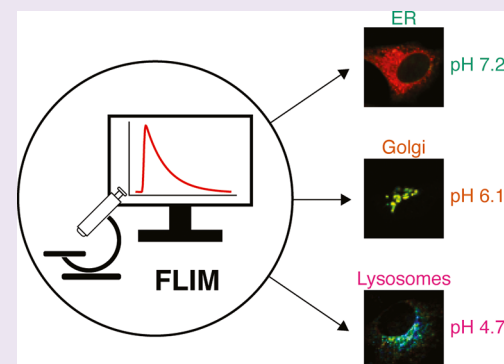 ER
pH 7.2
Golgi
pH 6.1
FLIM
Lysosomes
pH 4.7